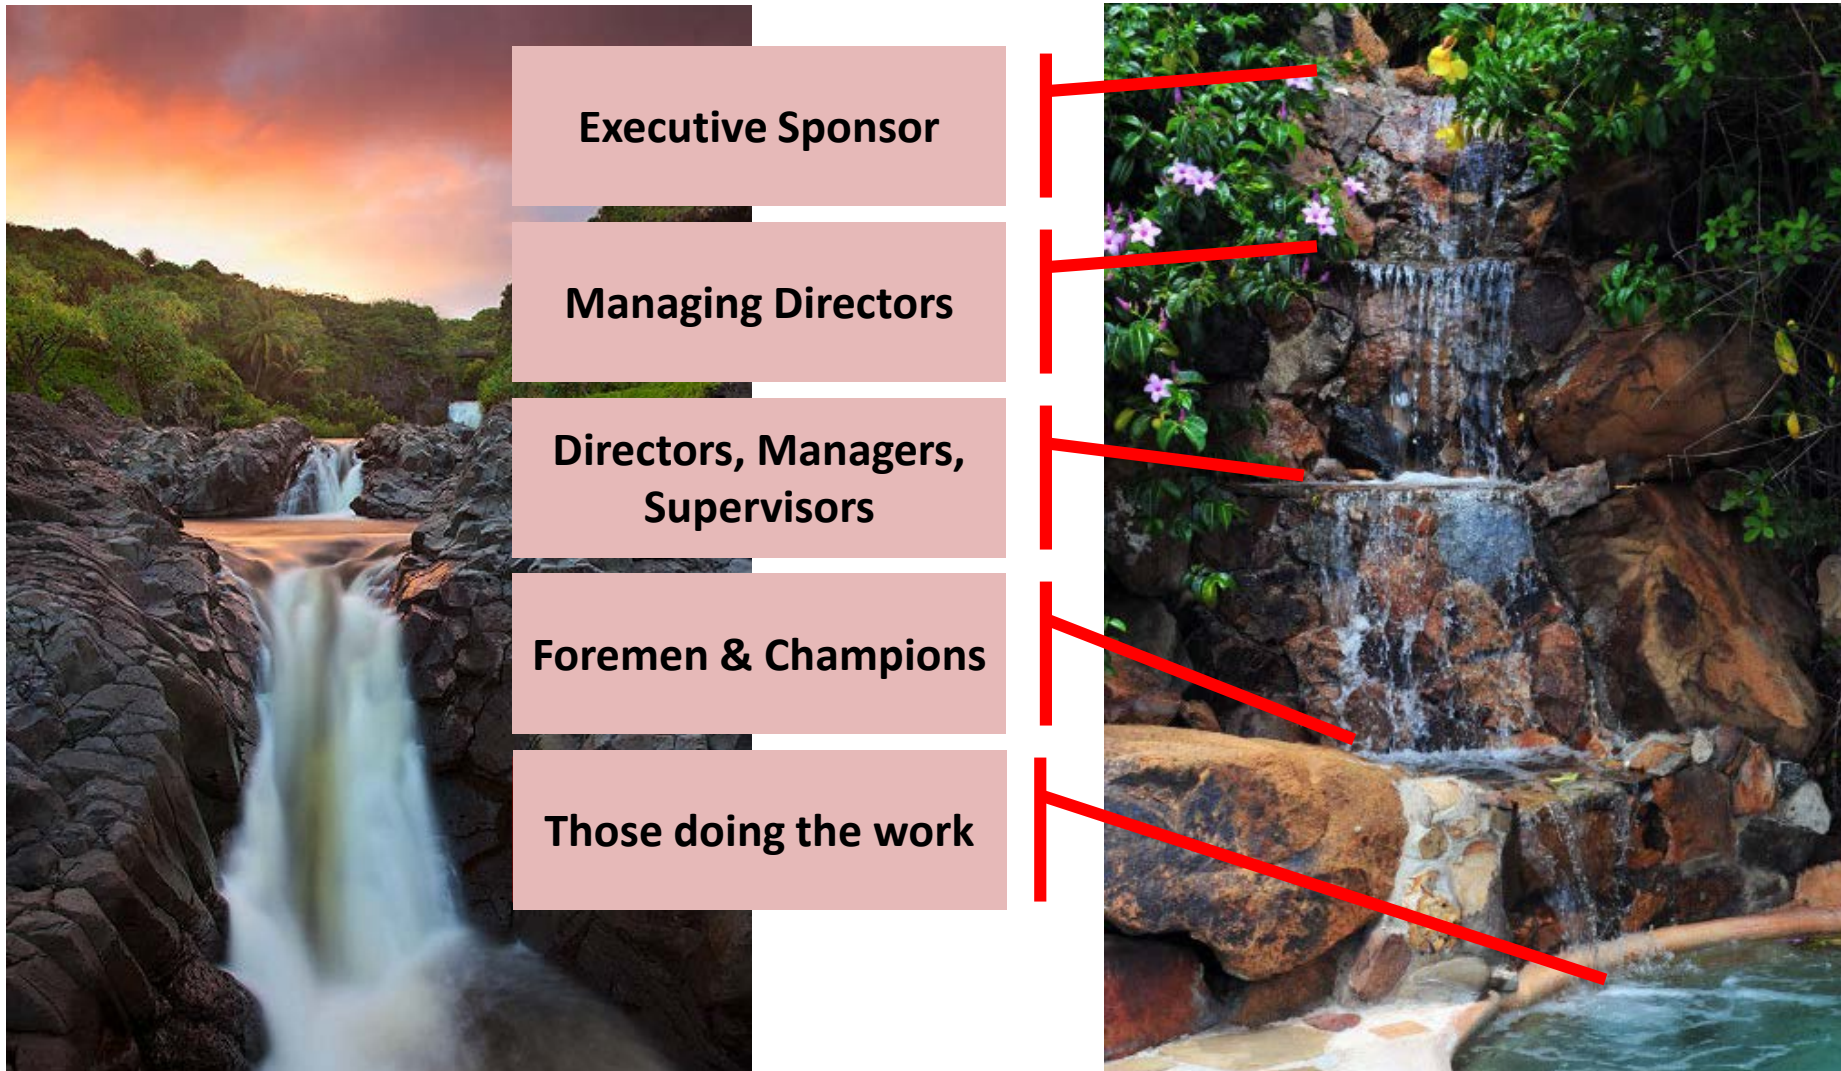 Executive Sponsor
Managing Directors
Directors, Managers,
Supervisors
Foremen & Champions
Those doing the work